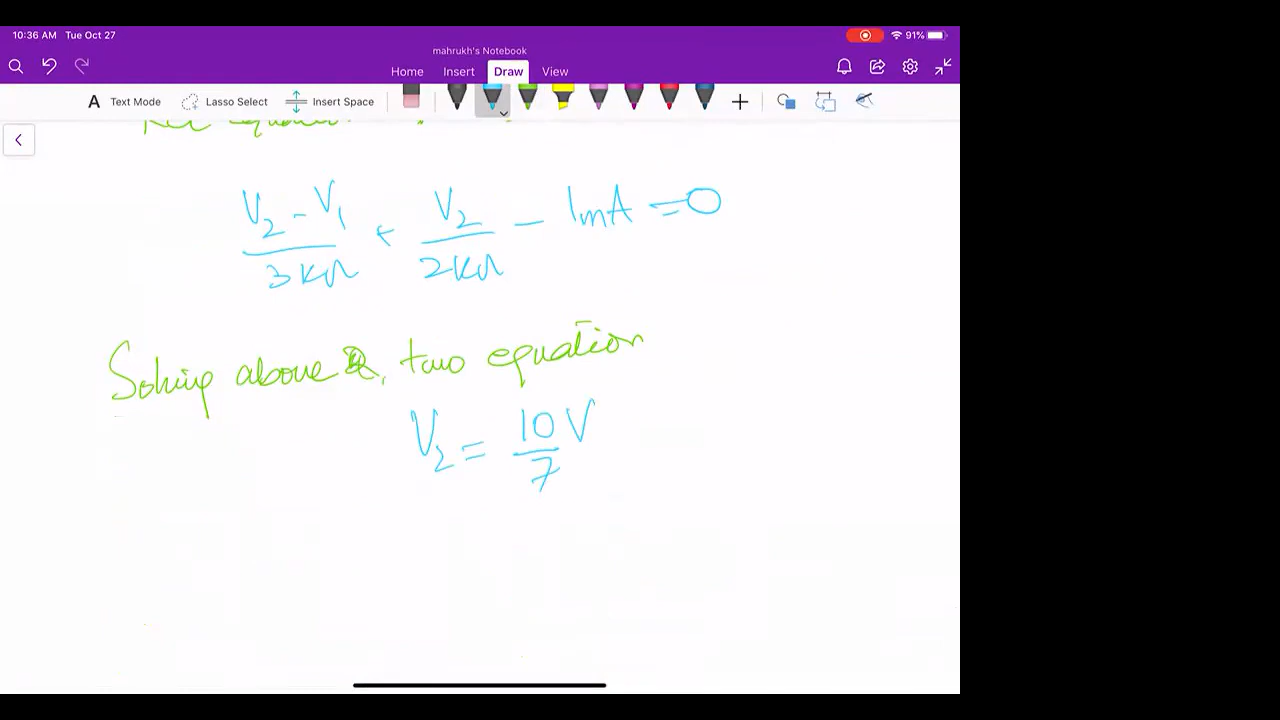 10:36 AM Tue Oct 27
91%
mahrukh's Notebook
Home Insert Draw View
A Text Mode Lasso Select Insert Space
V₂ - V₁ / 3kΩ + V₂ / 2kΩ - 1mA = 0
Solving above two equation
V₂ = 10/7 V